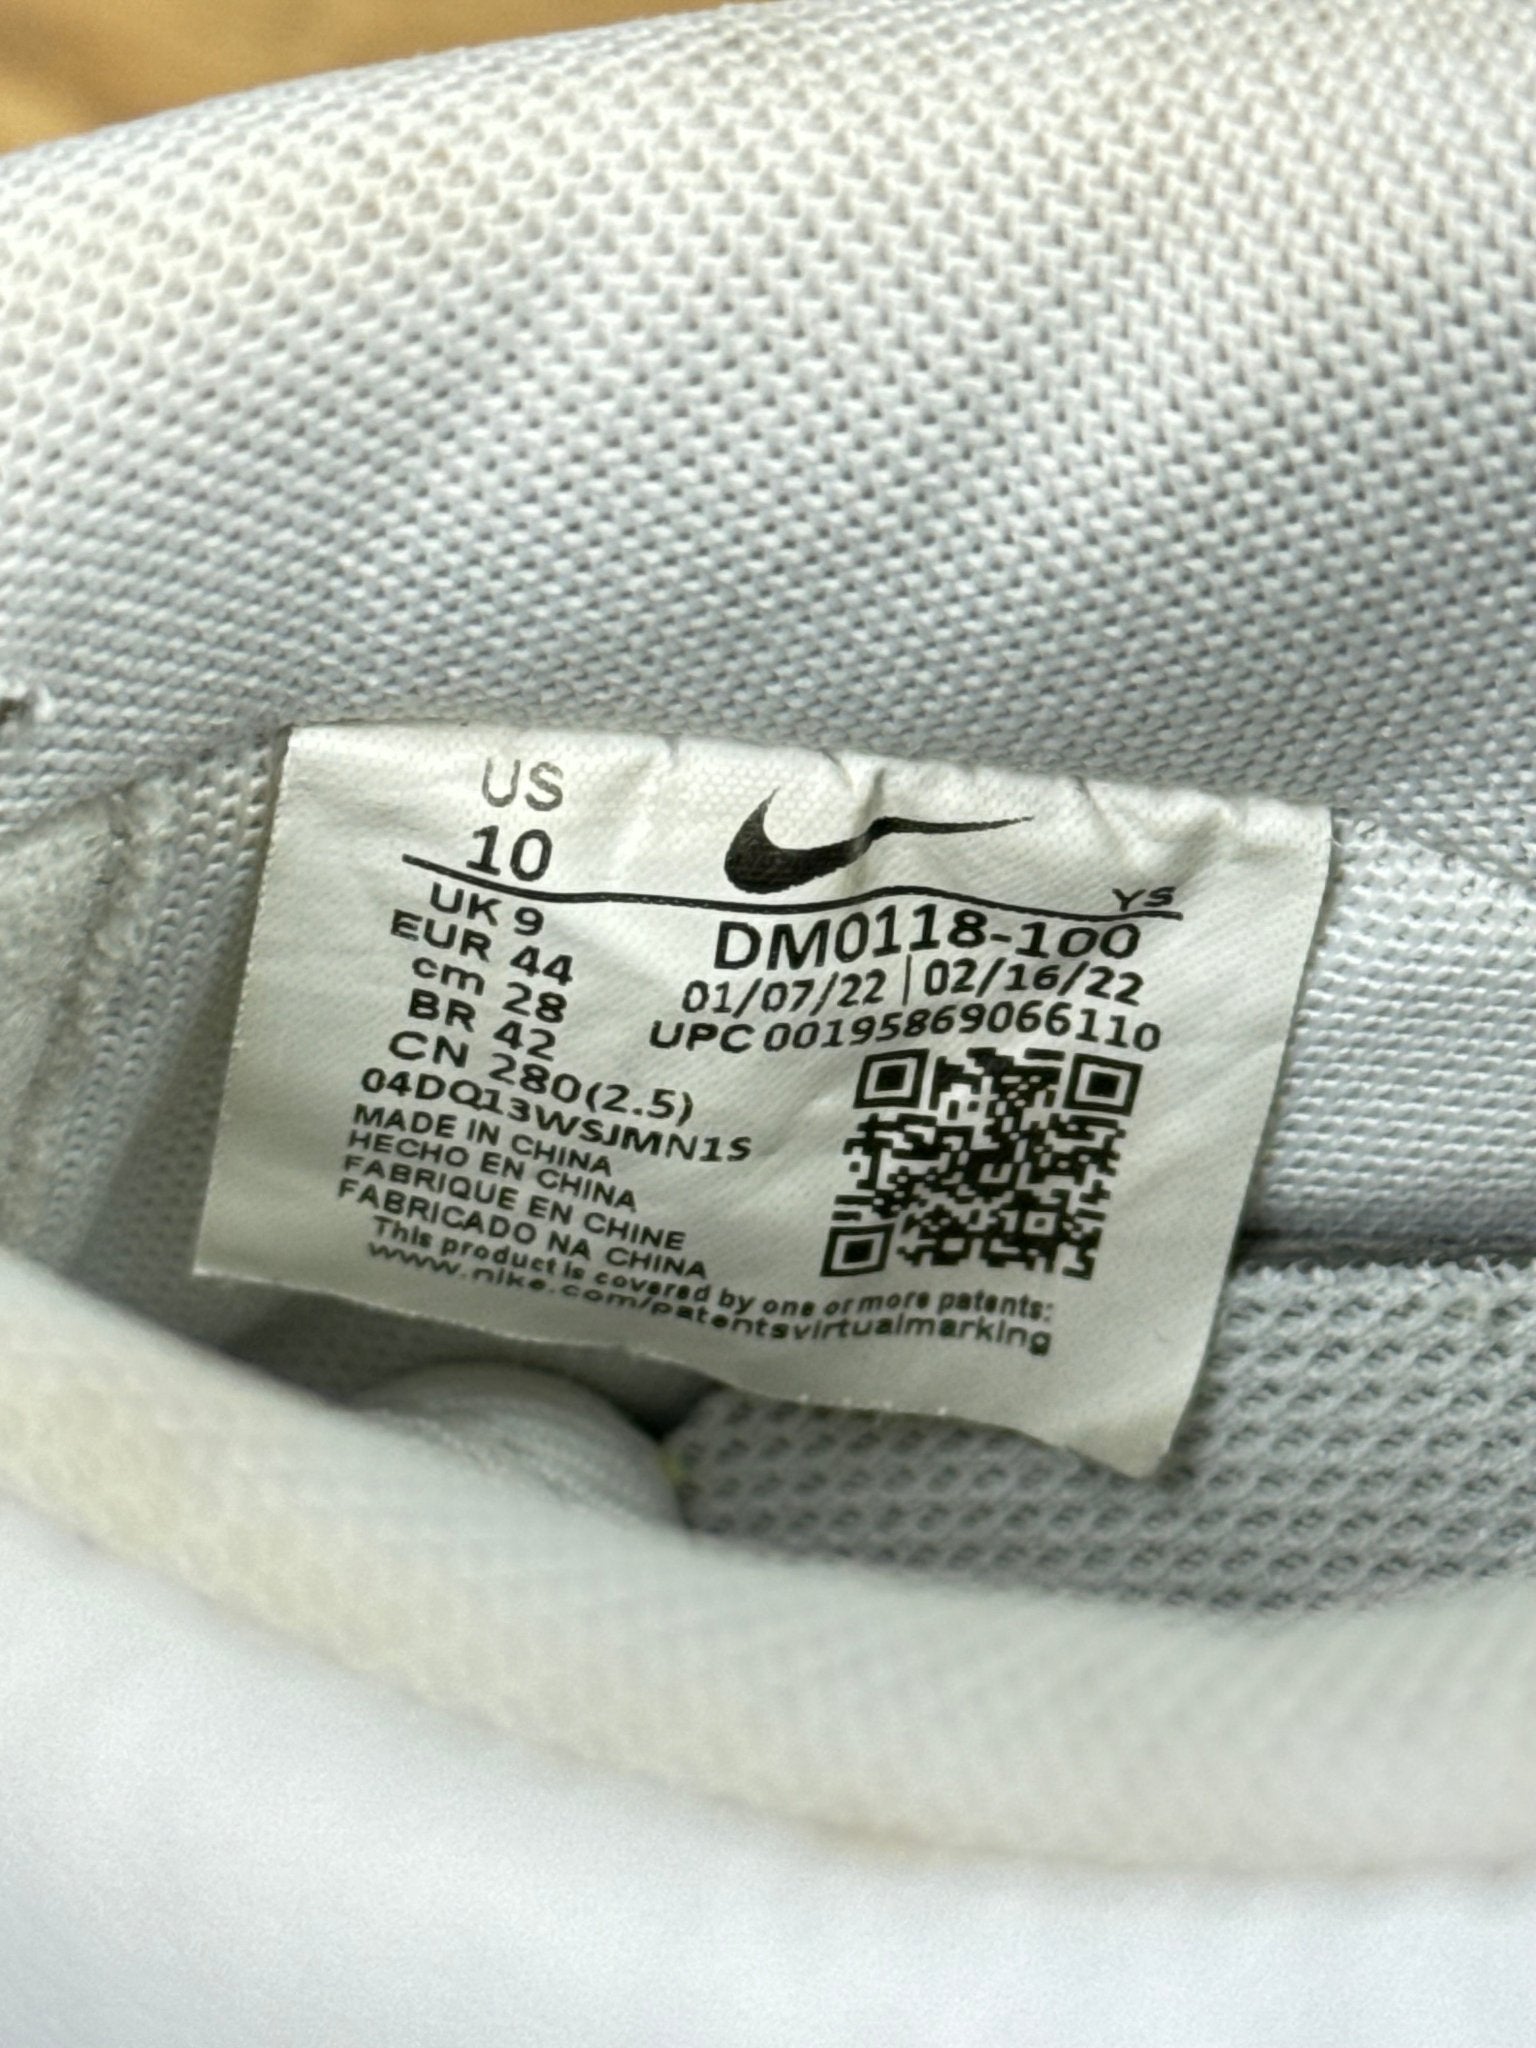 US
10
UK 9
EUR 44
cm 28
BR 42
CN 280(2.5)
04DQ13WSJMN1S
MADE IN CHINA
HECHO EN CHINA
FABRIQUE EN CHINE
FABRICADO NA CHINA
YS
DM0118-100
01/07/22 | 02/16/22
UPC 00195869066110
This product is covered by one or more patents:
www.nike.com/patentsvirtualmarking